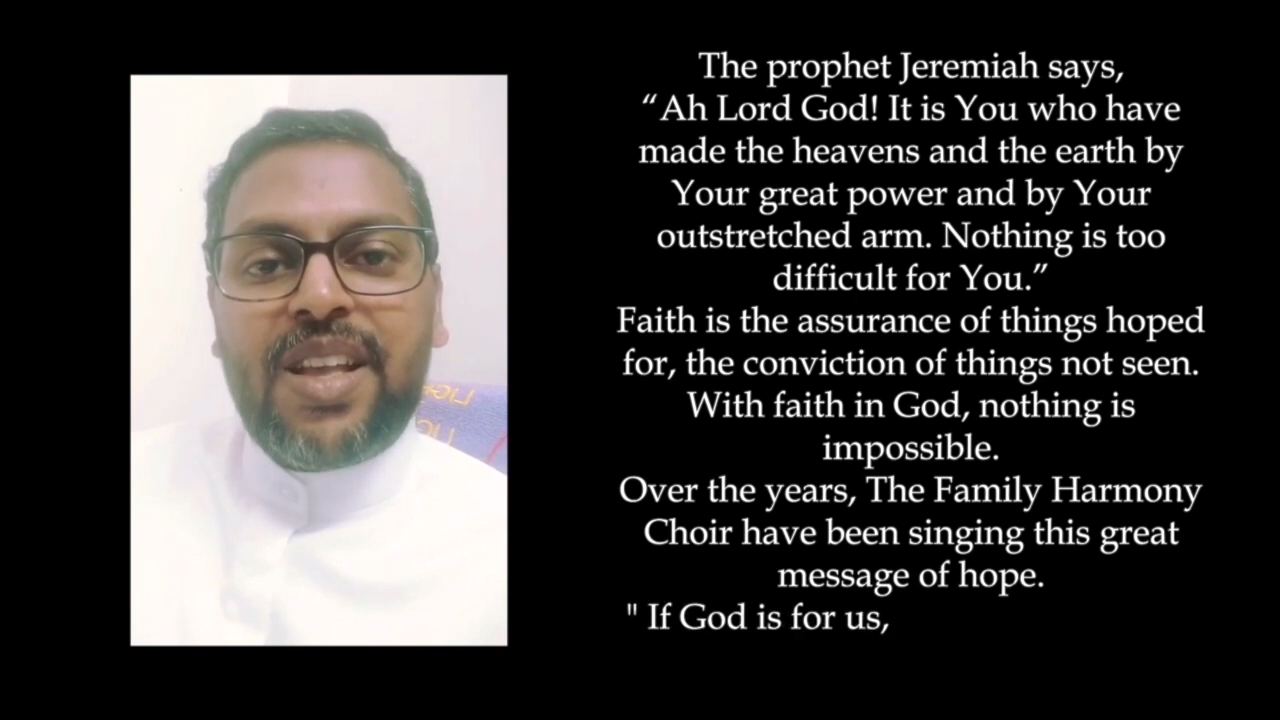 The prophet Jeremiah says,
“Ah Lord God! It is You who have
made the heavens and the earth by
Your great power and by Your
outstretched arm. Nothing is too
difficult for You.”
Faith is the assurance of things hoped
for, the conviction of things not seen.
With faith in God, nothing is
impossible.
Over the years, The Family Harmony
Choir have been singing this great
message of hope.
" If God is for us,